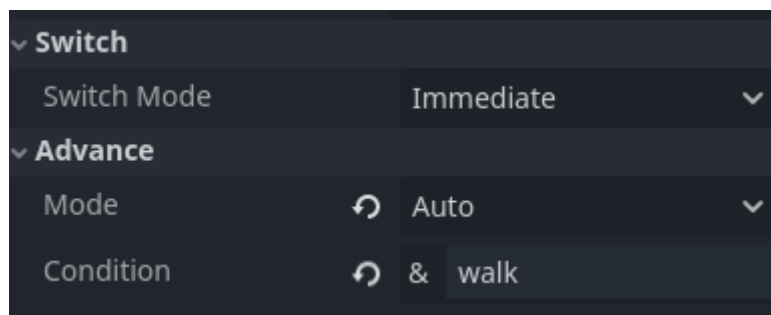 Switch
Switch Mode Immediate
Advance
Mode Auto
Condition & walk